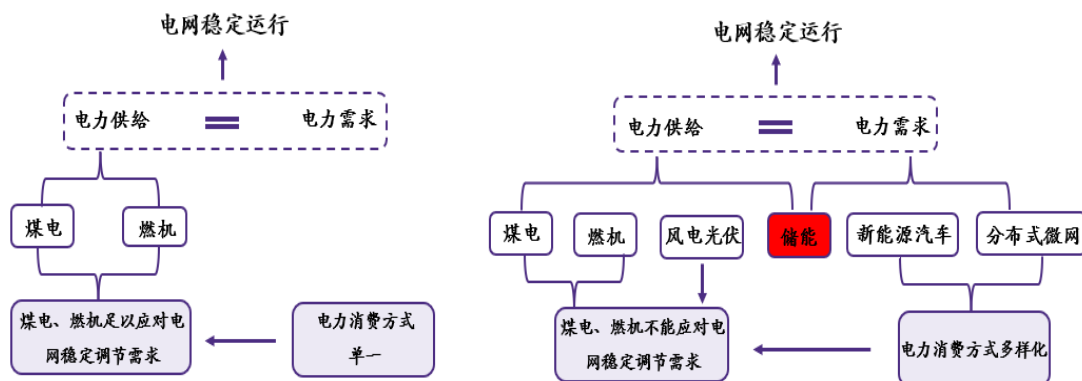 电网稳定运行
电力供给 = 电力需求
煤电
燃机
煤电、燃机足以应对电
网稳定调节需求
电力消费方式
单一
电网稳定运行
电力供给 = 电力需求
煤电
燃机
风电光伏
储能
新能源汽车
分布式微网
煤电、燃机不能应对电
网稳定调节需求
电力消费方式多样化